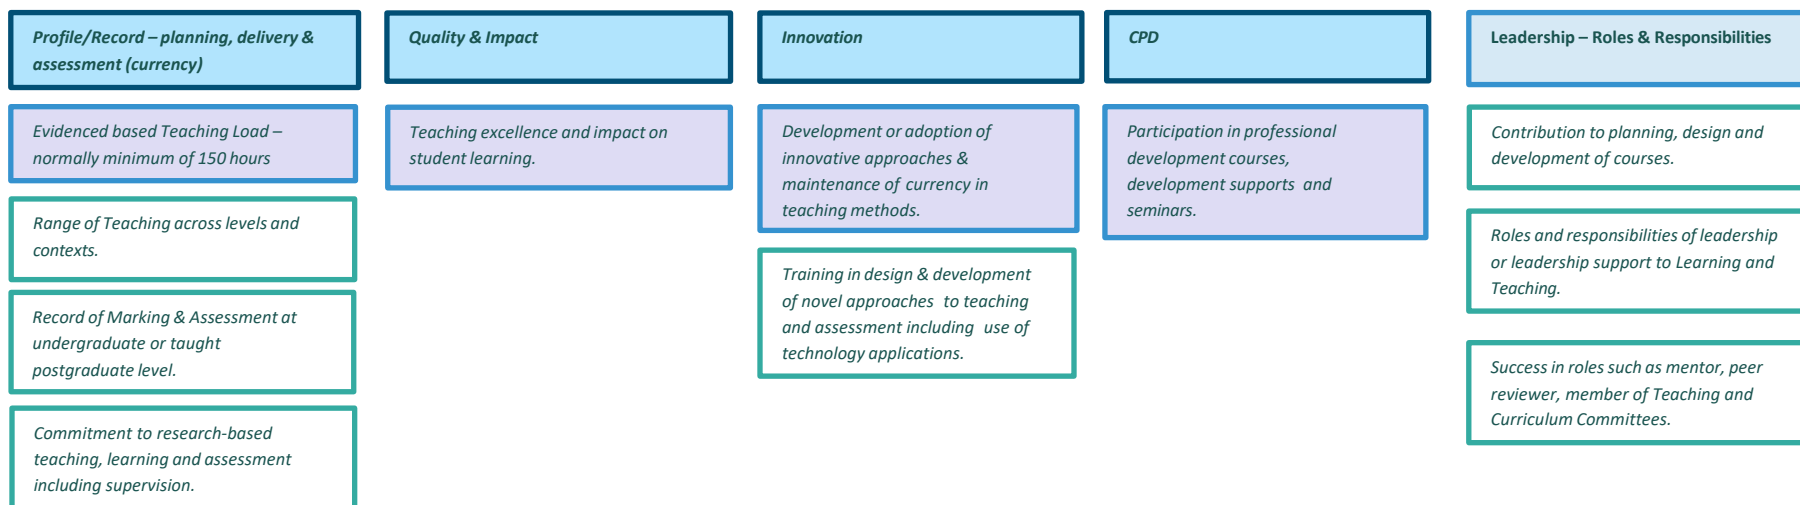 Profile/Record – planning, delivery &
assessment (currency)
Evidenced based Teaching Load –
normally minimum of 150 hours
Range of Teaching across levels and
contexts.
Record of Marking & Assessment at
undergraduate or taught
postgraduate level.
Commitment to research-based
teaching, learning and assessment
including supervision.
Quality & Impact
Teaching excellence and impact on
student learning.
Innovation
Development or adoption of
innovative approaches &
maintenance of currency in
teaching methods.
Training in design & development
of novel approaches to teaching
and assessment including use of
technology applications.
CPD
Participation in professional
development courses,
development supports and
seminars.
Leadership – Roles & Responsibilities
Contribution to planning, design and
development of courses.
Roles and responsibilities of leadership
or leadership support to Learning and
Teaching.
Success in roles such as mentor, peer
reviewer, member of Teaching and
Curriculum Committees.